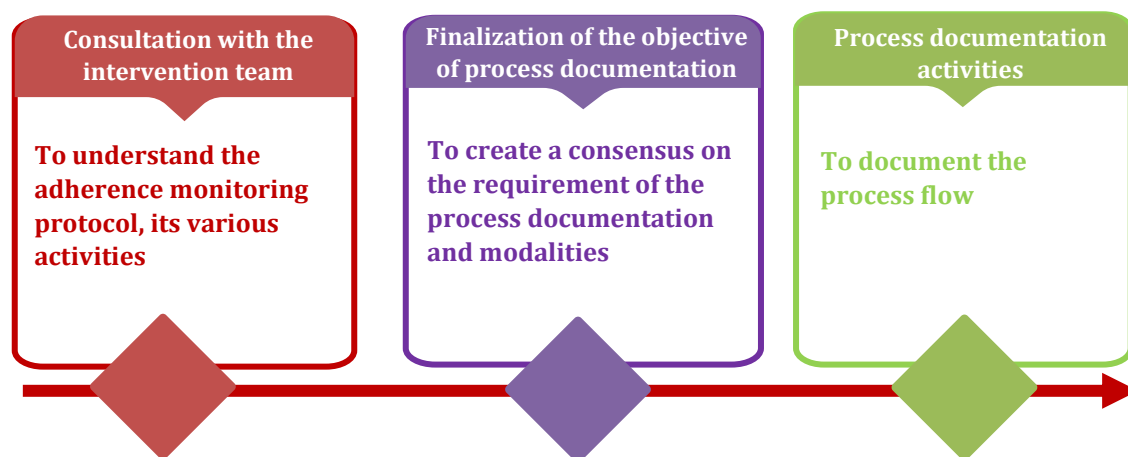 Consultation with the
intervention team
To understand the
adherence monitoring
protocol, its various
activities
Finalization of the objective
of process documentation
To create a consensus on
the requirement of the
process documentation
and modalities
Process documentation
activities
To document the
process flow